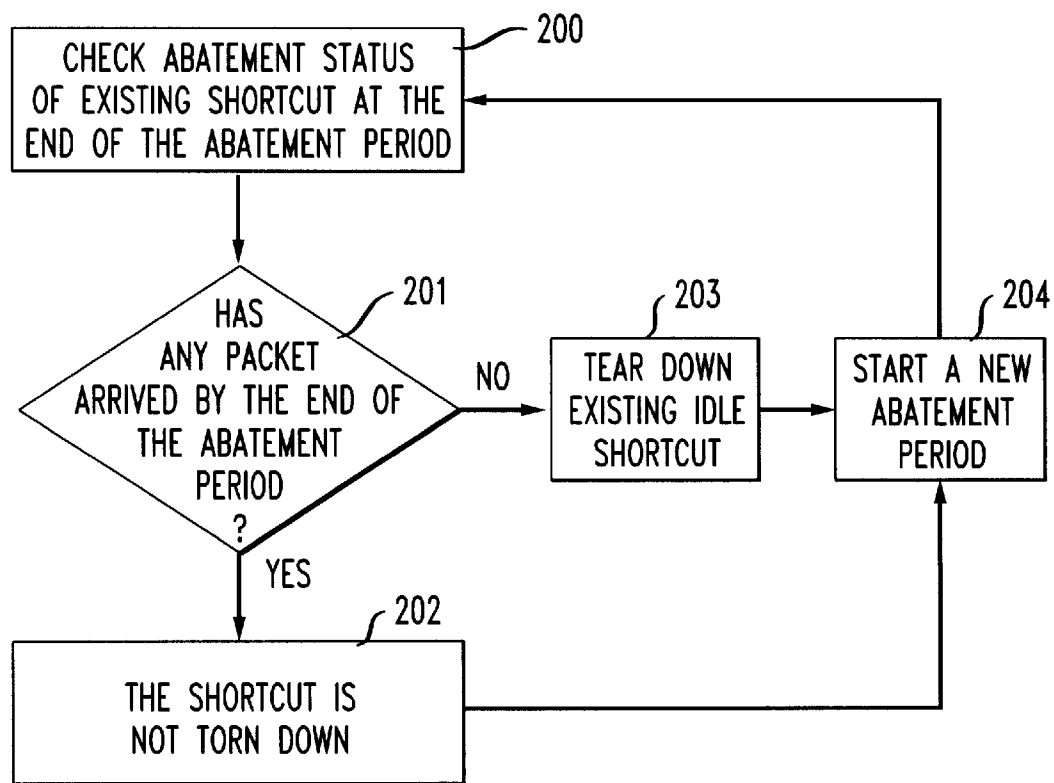 200
CHECK ABATEMENT STATUS
OF EXISTING SHORTCUT AT THE
END OF THE ABATEMENT PERIOD
201
HAS
ANY PACKET
ARRIVED BY THE END OF
THE ABATEMENT
PERIOD
?
NO
YES
203
TEAR DOWN
EXISTING IDLE
SHORTCUT
204
START A NEW
ABATEMENT
PERIOD
202
THE SHORTCUT IS
NOT TORN DOWN